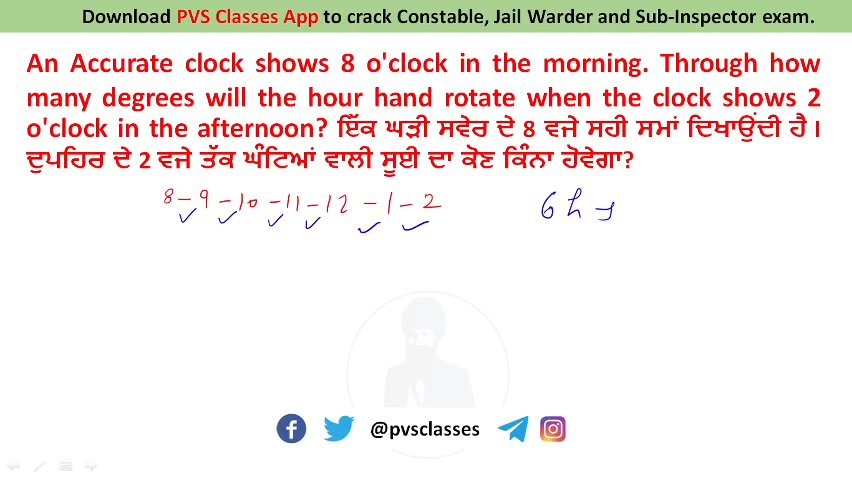 Download PVS Classes App to crack Constable, Jail Warder and Sub-Inspector exam.
An Accurate clock shows 8 o'clock in the morning. Through how
many degrees will the hour hand rotate when the clock shows 2
o'clock in the afternoon? ਇੱਕ ਘੜੀ ਸਵੇਰ ਦੇ 8 ਵਜੇ ਸਹੀ ਸਮਾਂ ਦਿਖਾਉਂਦੀ ਹੈ।
ਦੁਪਹਿਰ ਦੇ 2 ਵਜੇ ਤੱਕ ਘੰਟਿਆਂ ਵਾਲੀ ਸੂਈ ਦਾ ਕੋਣ ਕਿੰਨਾ ਹੋਵੇਗਾ?
8 – 9 – 10 – 11 – 12 – 1 – 2 6 h
@pvsclasses